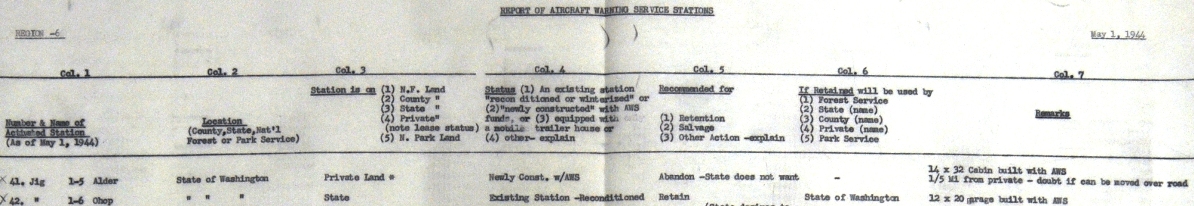 REPORT OF AIRCRAFT WARNING SERVICE STATIONS
REGION -6
May 1, 1944
Col. 1 Col. 2 Col. 3 Col. 4 Col. 5 Col. 6 Col. 7
Number & Name of
Activated Station
(As of May 1, 1944)
Location
(County,State,Nat'l
Forest or Park Service)
Station is on (1) N.F. Land
(2) County "
(3) State "
(4) Private"
(note lease status)
(5) N. Park Land
Status (1) An existing station
"recon ditioned or winterized" or
(2)"newly constructed" with AWS
funds, or (3) equipped with
a mobile trailer house or
(4) other- explain
Recommended for
(1) Retention
(2) Salvage
(3) Other Action -explain
If Retained will be used by
(1) Forest Service
(2) State (name)
(3) County (name)
(4) Private (name)
(5) Park Service
Remarks
X 41. Jig 1-5 Alder State of Washington Private Land * Newly Const. w/AWS Abandon -State does not want - 14 x 32 Cabin built with AWS
1/5 Mi from private - doubt if can be moved over road
X 42. " 1-6 Ohop " " " State Existing Station -Reconditioned Retain State of Washington 12 x 20 garage built with AWS